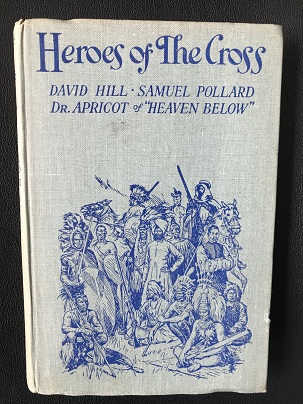 Heroes of The Cross
DAVID HILL · SAMUEL POLLARD
DR. APRICOT of "HEAVEN BELOW"